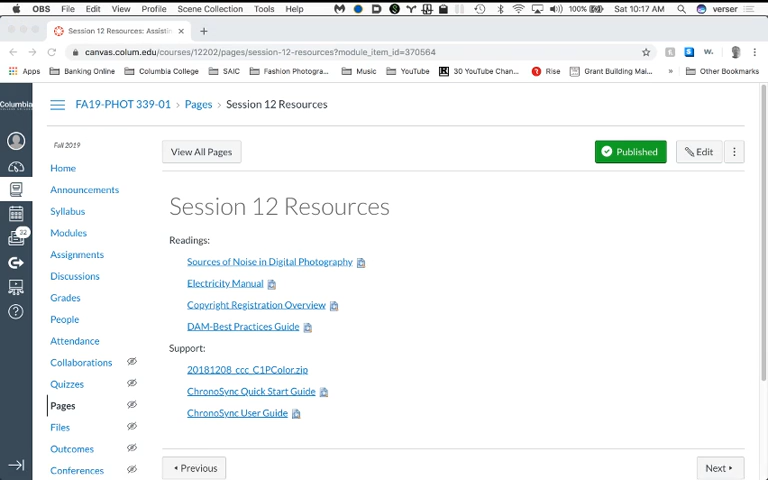 OBS File Edit View Profile Scene Collection Tools Help 100% Sat 10:17 AM verser
Session 12 Resources: Assistin
canvas.colum.edu/courses/12202/pages/session-12-resources?module_item_id=370564
Apps Banking Online Columbia College SAIC Fashion Photogra... Music YouTube 30 YouTube Chan... Rise Grant Building Mai... » Other Bookmarks
Columbia
FA19-PHOT 339-01 › Pages › Session 12 Resources
Fall 2019
View All Pages
Published
Edit
Home
Announcements
Syllabus
Modules
Assignments
Discussions
Grades
People
Attendance
Collaborations
Quizzes
Pages
Files
Outcomes
Conferences
32
Session 12 Resources
Readings:
Sources of Noise in Digital Photography
Electricity Manual
Copyright Registration Overview
DAM-Best Practices Guide
Support:
20181208_ccc_C1PColor.zip
ChronoSync Quick Start Guide
ChronoSync User Guide
Previous
Next